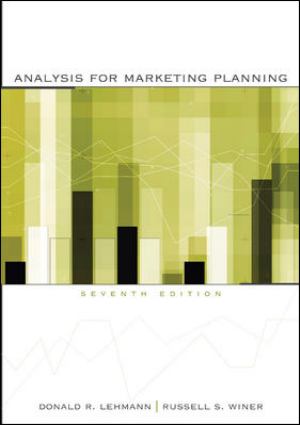 ANALYSIS FOR MARKETING PLANNING
SEVENTH EDITION
DONALD R. LEHMANN | RUSSELL S. WINER